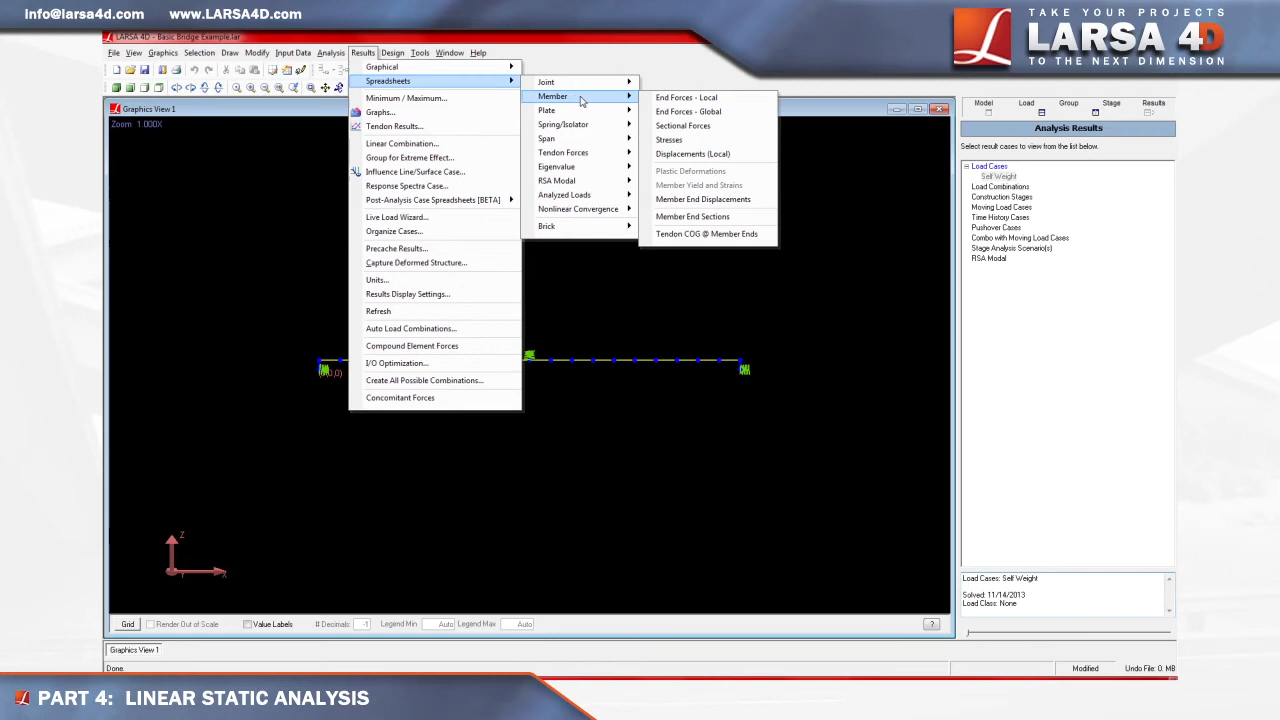 info@larsa4d.com www.LARSA4D.com
TAKE YOUR PROJECTS
LARSA 4D
TO THE NEXT DIMENSION
LARSA 4D - Basic Bridge Example.lar
File View Graphics Selection Draw Modify Input Data Analysis Results Design Tools Window Help
Graphics View 1
Zoom 1.000X
Graphical
Spreadsheets
Minimum / Maximum...
Graphs...
Tendon Results...
Linear Combination...
Group for Extreme Effect...
Influence Line/Surface Case...
Response Spectra Case...
Post-Analysis Case Spreadsheets [BETA]
Live Load Wizard...
Organize Cases...
Precache Results...
Capture Deformed Structure...
Units...
Results Display Settings...
Refresh
Auto Load Combinations...
Compound Element Forces
I/O Optimization...
Create All Possible Combinations...
Concomitant Forces
Joint
Member
Plate
Spring/Isolator
Span
Tendon Forces
Eigenvalue
RSA Modal
Analyzed Loads
Nonlinear Convergence
Brick
End Forces - Local
End Forces - Global
Sectional Forces
Stresses
Displacements (Local)
Plastic Deformations
Member Yield and Strains
Member End Displacements
Member End Sections
Tendon COG @ Member Ends
Model Load Group Stage Results
Analysis Results
Select result cases to view from the list below.
Load Cases
Self Weight
Load Combinations
Construction Stages
Moving Load Cases
Time History Cases
Pushover Cases
Combo with Moving Load Cases
Stage Analysis Scenario(s)
RSA Modal
Load Cases: Self Weight
Solved: 11/14/2013
Load Class: None
Z
X
Y
Grid Render Out of Scale Value Labels # Decimals: -1 Legend Min Auto Legend Max Auto ?
Graphics View 1
Done. Modified Undo File: 0. MB
PART 4: LINEAR STATIC ANALYSIS